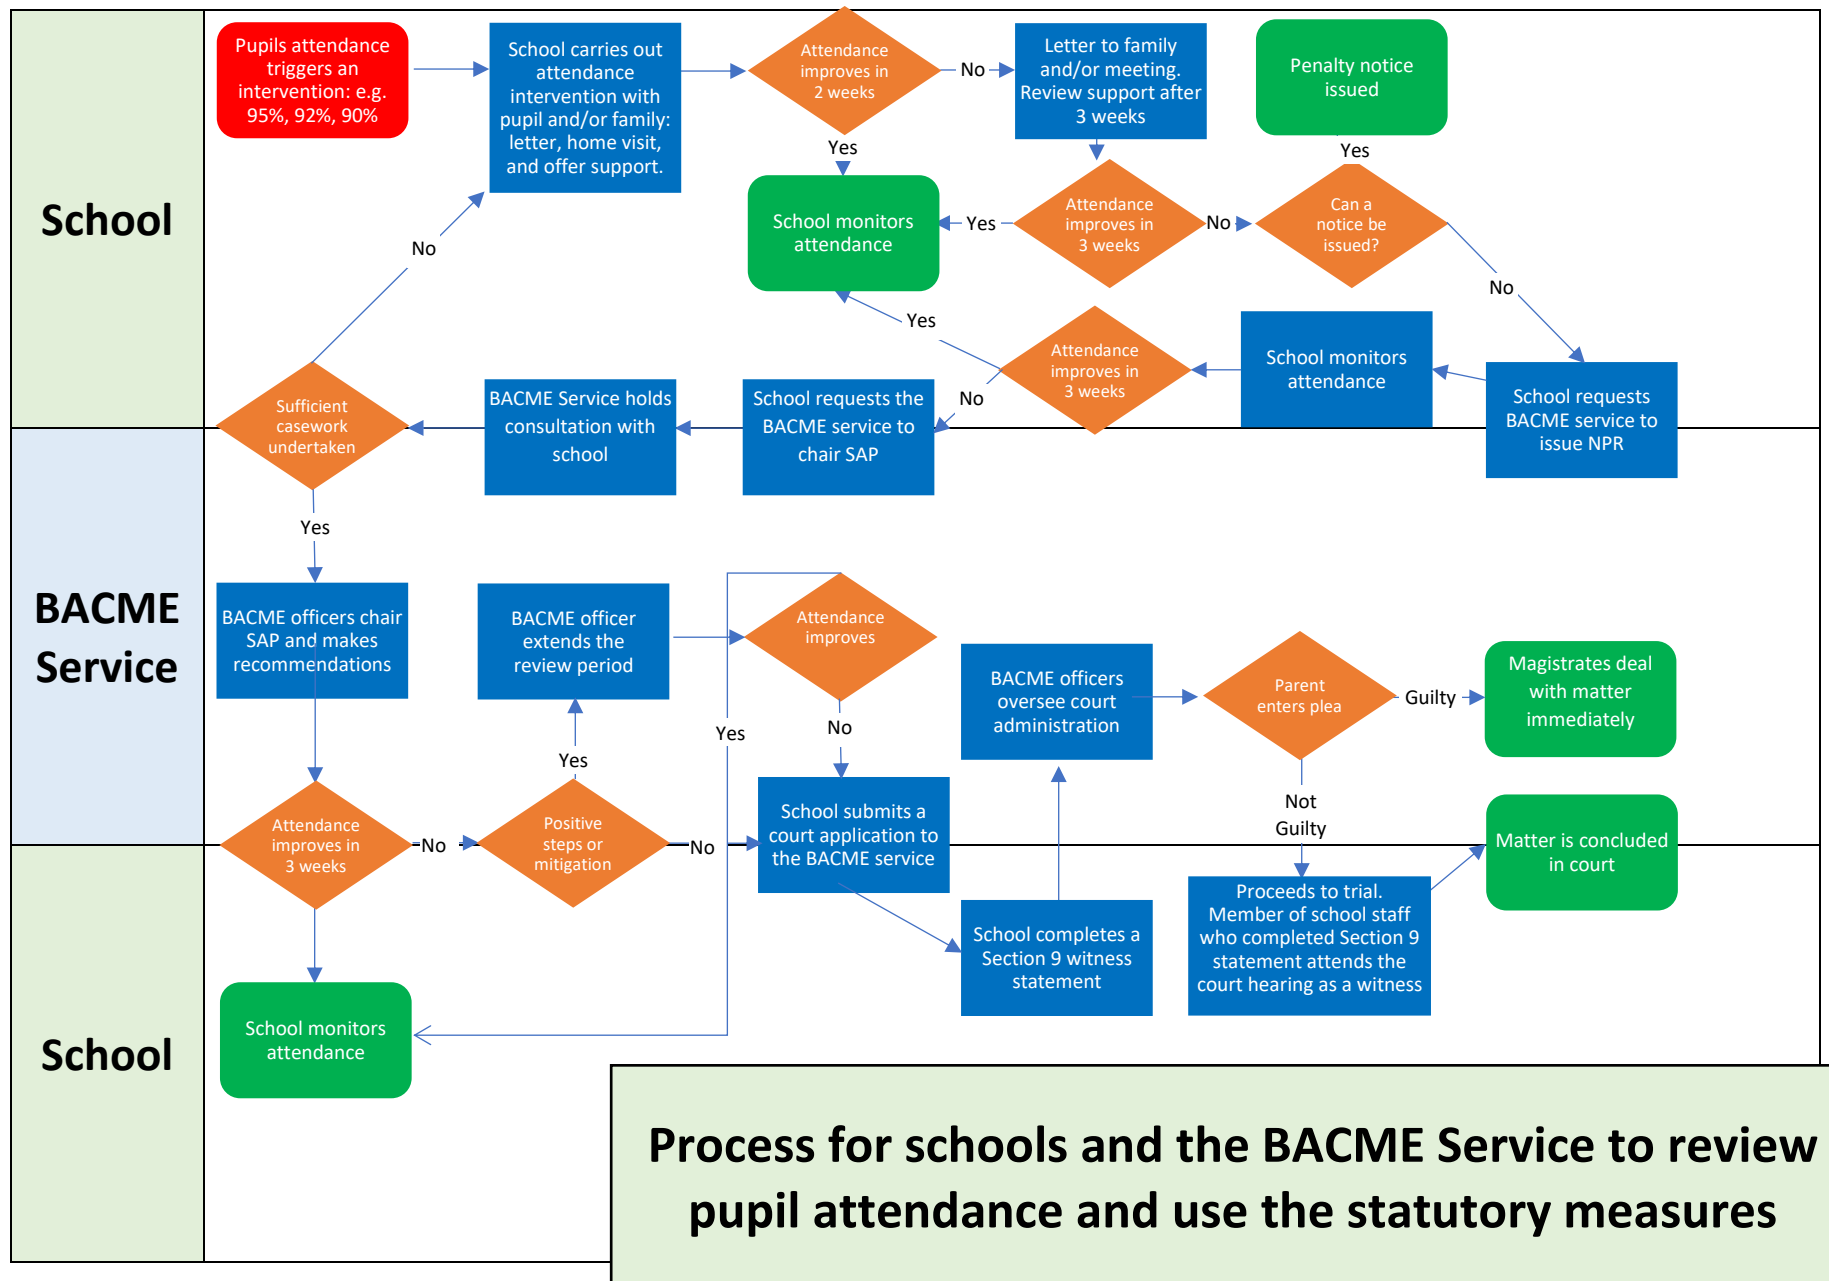 School
Pupils attendance
triggers an
intervention: e.g.
95%, 92%, 90%
School carries out
attendance
intervention with
pupil and/or family:
letter, home visit,
and offer support.
Attendance
improves in
2 weeks
No
Letter to family
and/or meeting.
Review support after
3 weeks
Penalty notice
issued
Yes
Yes
School monitors
attendance
Yes
Attendance
improves in
3 weeks
No
Can a
notice be
issued?
No
No
Yes
Attendance
improves in
3 weeks
School monitors
attendance
School requests
BACME service to
issue NPR
No
School requests the
BACME service to
chair SAP
BACME Service holds
consultation with
school
Sufficient
casework
undertaken
BACME
Service
Yes
BACME officers chair
SAP and makes
recommendations
BACME officer
extends the
review period
Attendance
improves
Yes
No
Yes
BACME officers
oversee court
administration
Parent
enters plea
Guilty
Magistrates deal
with matter
immediately
Not
Guilty
Attendance
improves in
3 weeks
No
Positive
steps or
mitigation
No
School submits a
court application to
the BACME service
Matter is concluded
in court
School
School completes a
Section 9 witness
statement
Proceeds to trial.
Member of school staff
who completed Section 9
statement attends the
court hearing as a witness
School monitors
attendance
Process for schools and the BACME Service to review
pupil attendance and use the statutory measures